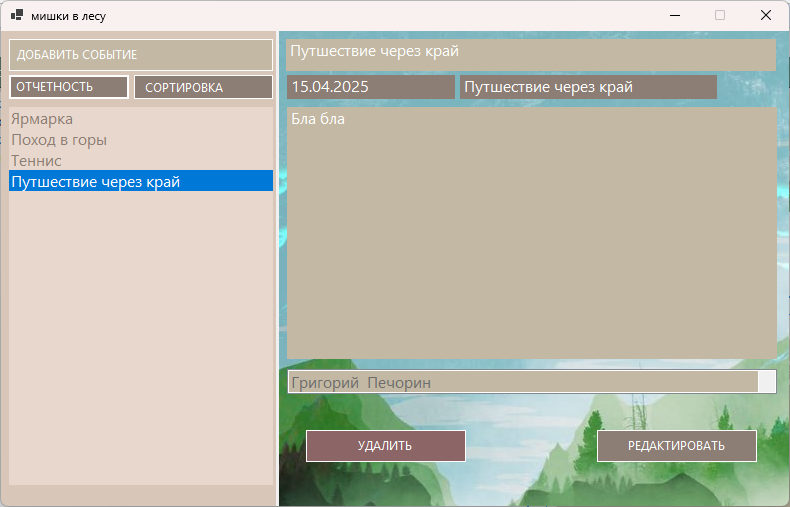 мишки в лесу
ДОБАВИТЬ СОБЫТИЕ
ОТЧЕТНОСТЬ
СОРТИРОВКА
Ярмарка
Поход в горы
Теннис
Путшествие через край
Путшествие через край
15.04.2025
Путшествие через край
Бла бла
Григорий Печорин
УДАЛИТЬ
РЕДАКТИРОВАТЬ